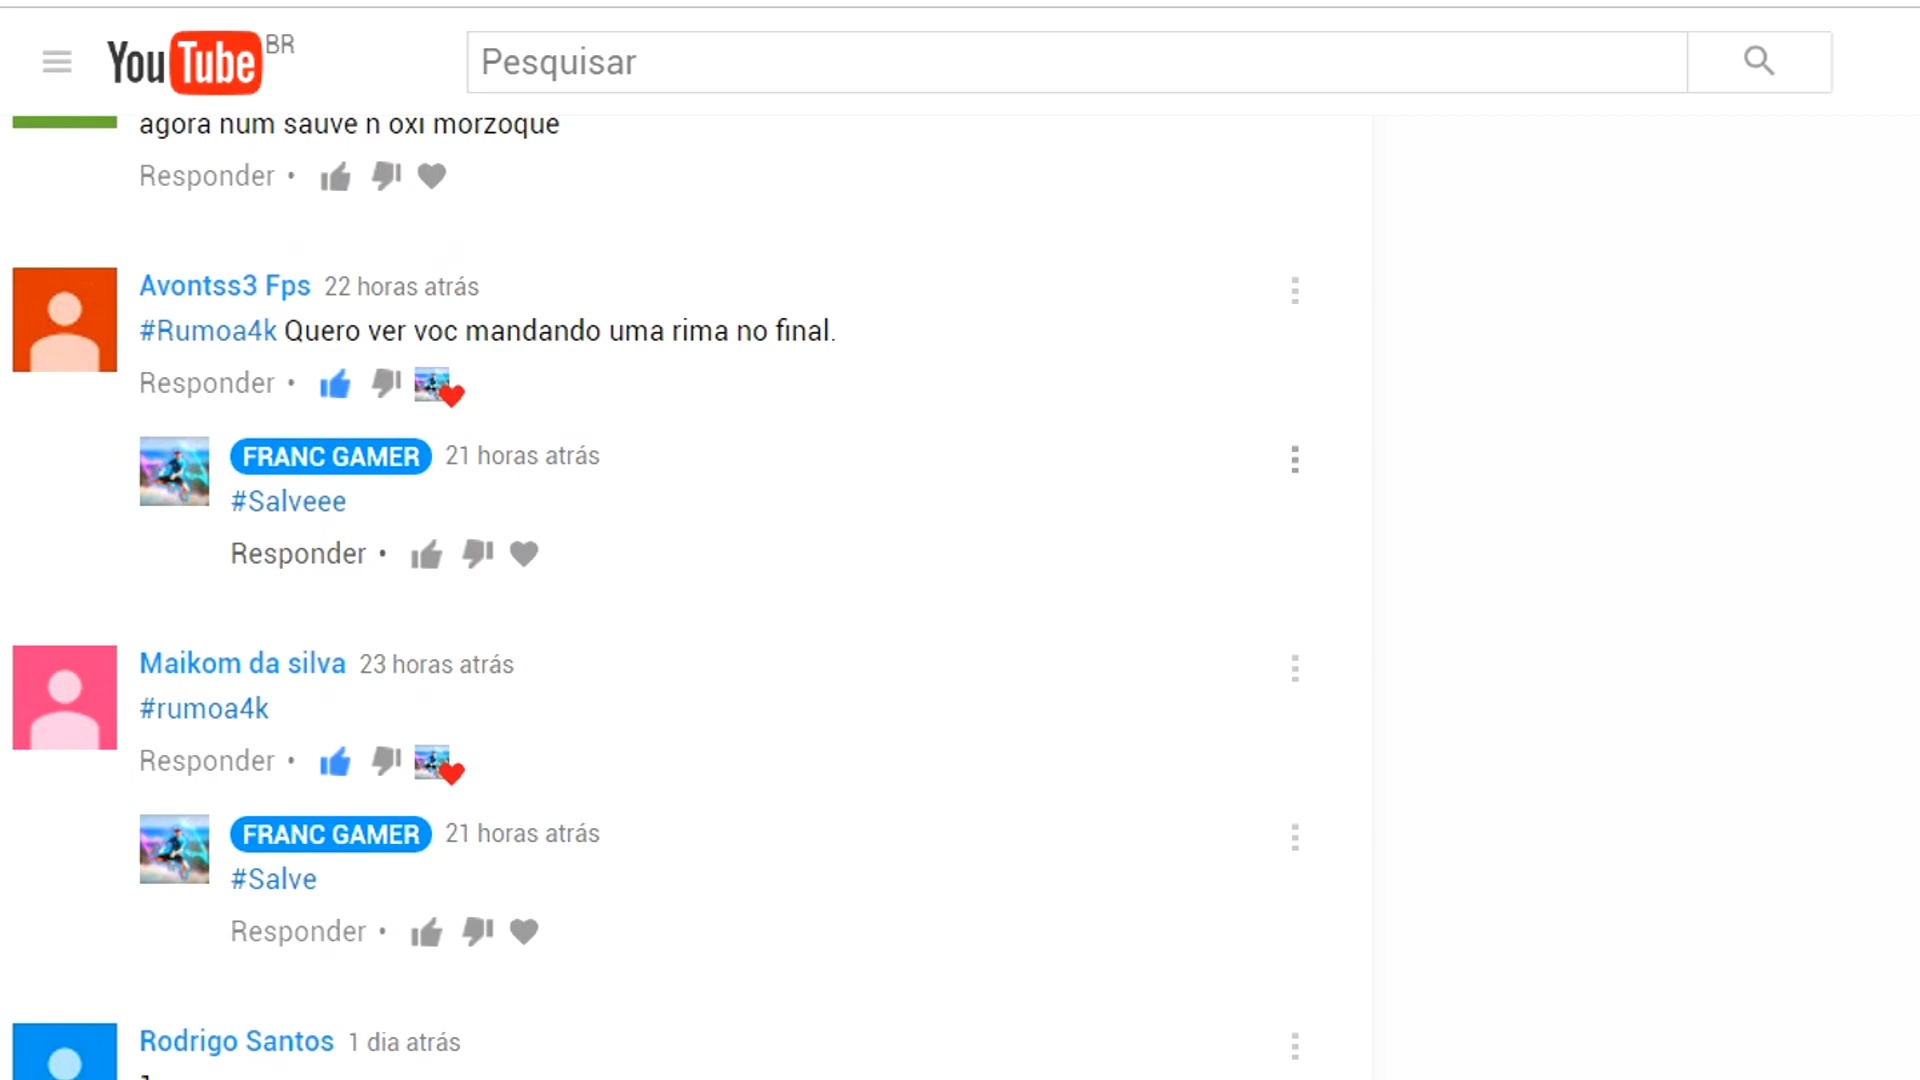 YouTube BR
Pesquisar
agora num sauve n oxi morzoque
Responder •
Avontss3 Fps 22 horas atrás
#Rumoa4k Quero ver voc mandando uma rima no final.
Responder •
FRANC GAMER 21 horas atrás
#Salveee
Responder •
Maikom da silva 23 horas atrás
#rumoa4k
Responder •
FRANC GAMER 21 horas atrás
#Salve
Responder •
Rodrigo Santos 1 dia atrás